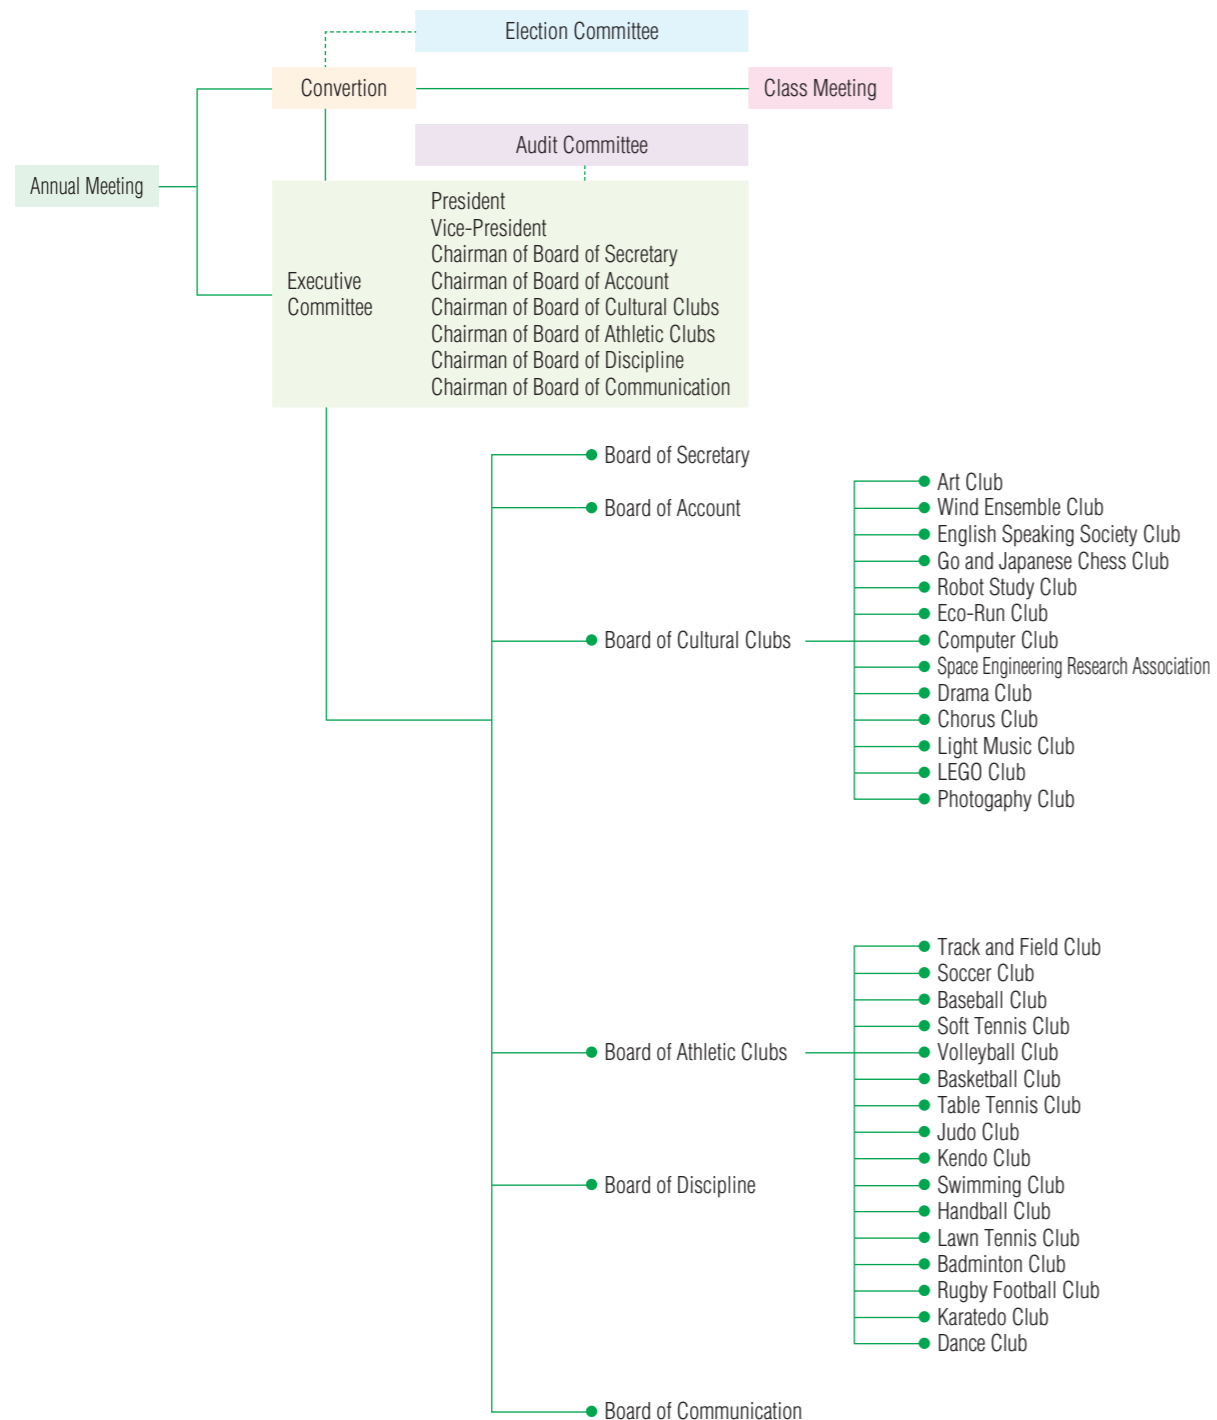 Election Committee
Convertion
Class Meeting
Audit Committee
Annual Meeting
Executive
Committee
President
Vice-President
Chairman of Board of Secretary
Chairman of Board of Account
Chairman of Board of Cultural Clubs
Chairman of Board of Athletic Clubs
Chairman of Board of Discipline
Chairman of Board of Communication
Board of Secretary
Board of Account
Board of Cultural Clubs
Art Club
Wind Ensemble Club
English Speaking Society Club
Go and Japanese Chess Club
Robot Study Club
Eco-Run Club
Computer Club
Space Engineering Research Association
Drama Club
Chorus Club
Light Music Club
LEGO Club
Photogaphy Club
Board of Athletic Clubs
Track and Field Club
Soccer Club
Baseball Club
Soft Tennis Club
Volleyball Club
Basketball Club
Table Tennis Club
Judo Club
Kendo Club
Swimming Club
Handball Club
Lawn Tennis Club
Badminton Club
Rugby Football Club
Karatedo Club
Dance Club
Board of Discipline
Board of Communication